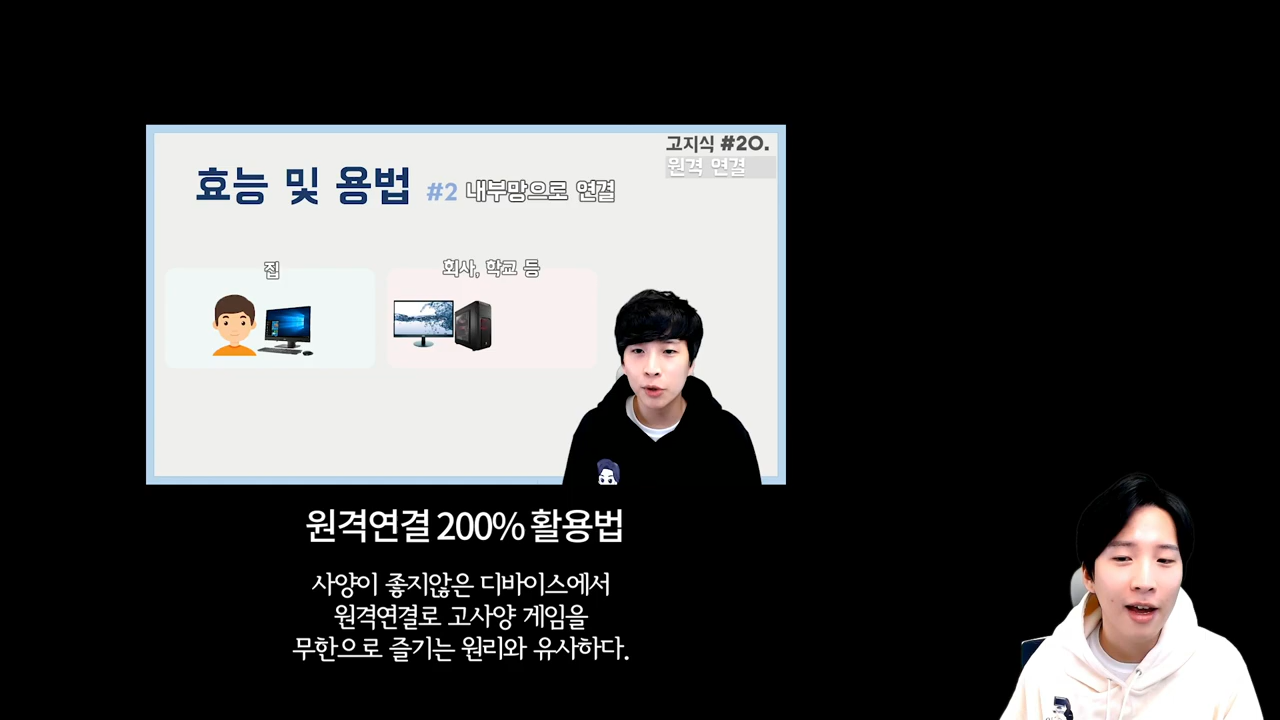 고지식 #20.
원격 연결
효능 및 용법 #2 내부망으로 연결
집
회사, 학교 등
원격연결 200% 활용법
사양이 좋지않은 디바이스에서
원격연결로 고사양 게임을
무한으로 즐기는 원리와 유사하다.